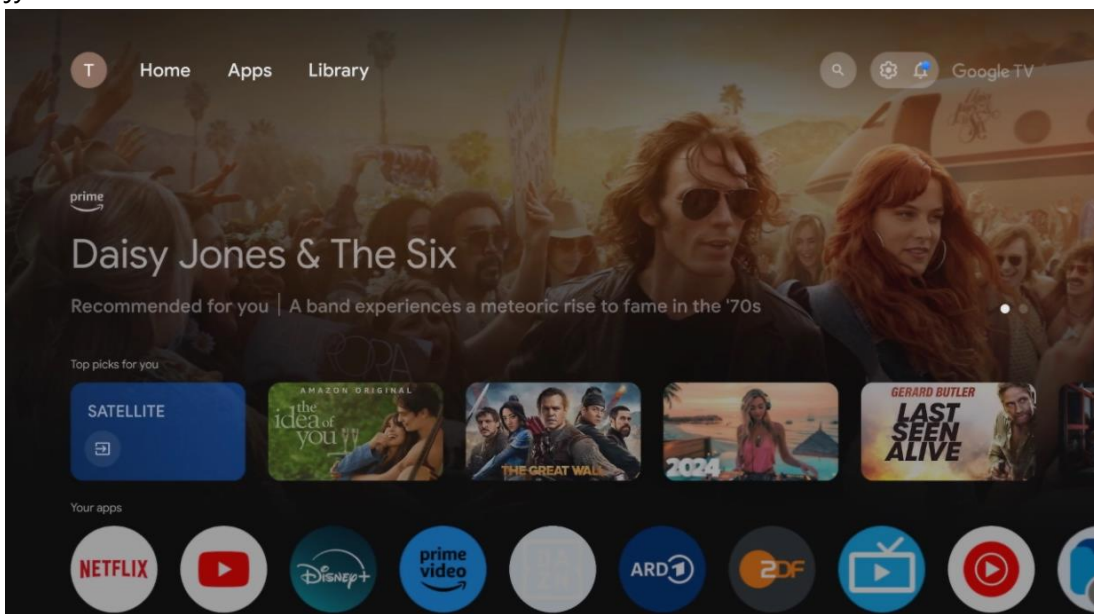 T Home Apps Library Google TV
prime
Daisy Jones & The Six
Recommended for you | A band experiences a meteoric rise to fame in the '70s
Top picks for you
SATELLITE
AMAZON ORIGINAL
the
idea of
you
THE GREAT WALL
2024
GERARD BUTLER
LAST
SEEN
ALIVE
Your apps
NETFLIX
Disney+
prime
video
ARD 1
ZDF